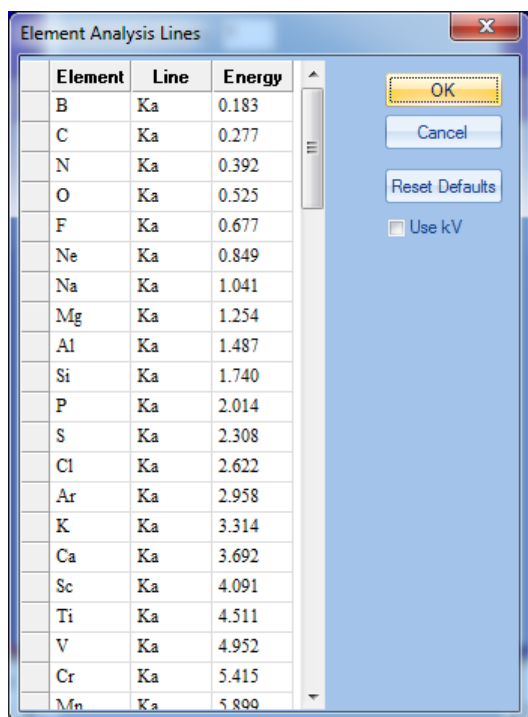 Element Analysis Lines
Element Line Energy
B Ka 0.183
C Ka 0.277
N Ka 0.392
O Ka 0.525
F Ka 0.677
Ne Ka 0.849
Na Ka 1.041
Mg Ka 1.254
Al Ka 1.487
Si Ka 1.740
P Ka 2.014
S Ka 2.308
Cl Ka 2.622
Ar Ka 2.958
K Ka 3.314
Ca Ka 3.692
Sc Ka 4.091
Ti Ka 4.511
V Ka 4.952
Cr Ka 5.415
Mn Ka 5.899
OK
Cancel
Reset Defaults
Use kV